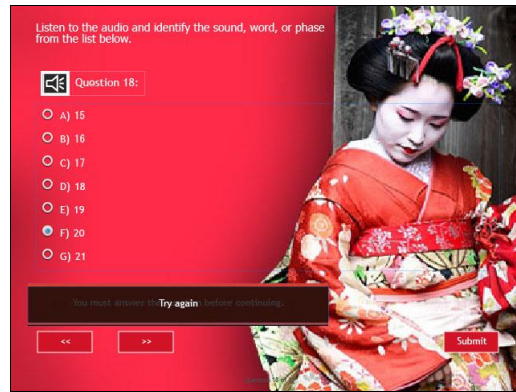 Listen to the audio and identify the sound, word, or phase
from the list below.
Question 18:
A) 15
B) 16
C) 17
D) 18
E) 19
F) 20
G) 21
You must answer the Try again before continuing.
<< >> Submit